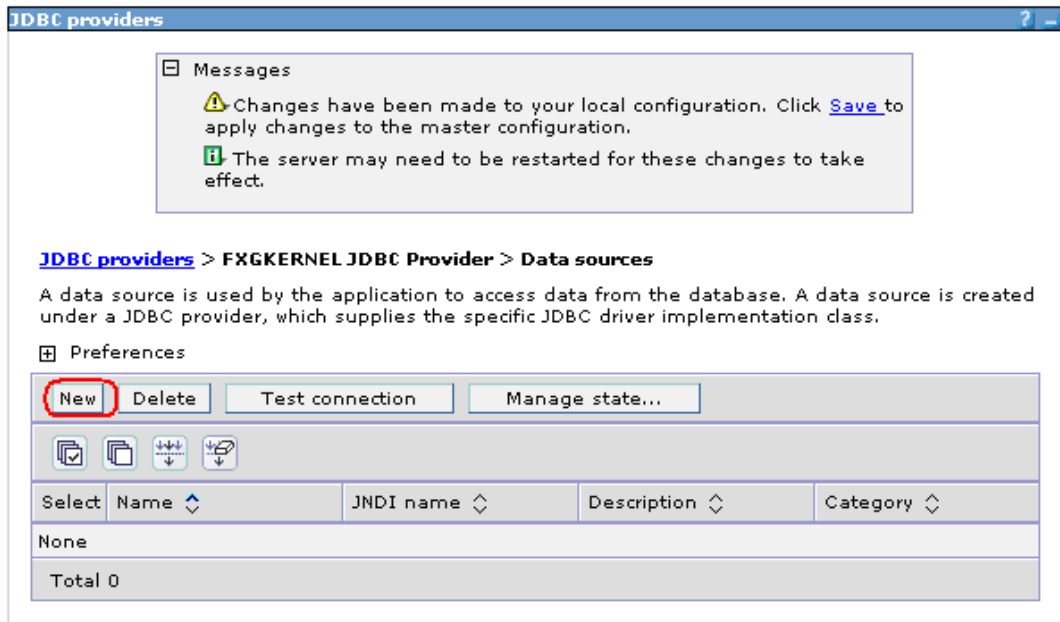 JDBC providers ? _
Messages
Changes have been made to your local configuration. Click Save to
apply changes to the master configuration.
The server may need to be restarted for these changes to take
effect.
JDBC providers > FXGKERNEL JDBC Provider > Data sources
A data source is used by the application to access data from the database. A data source is created
under a JDBC provider, which supplies the specific JDBC driver implementation class.
Preferences
New Delete Test connection Manage state...
Select Name JNDI name Description Category
None
Total 0